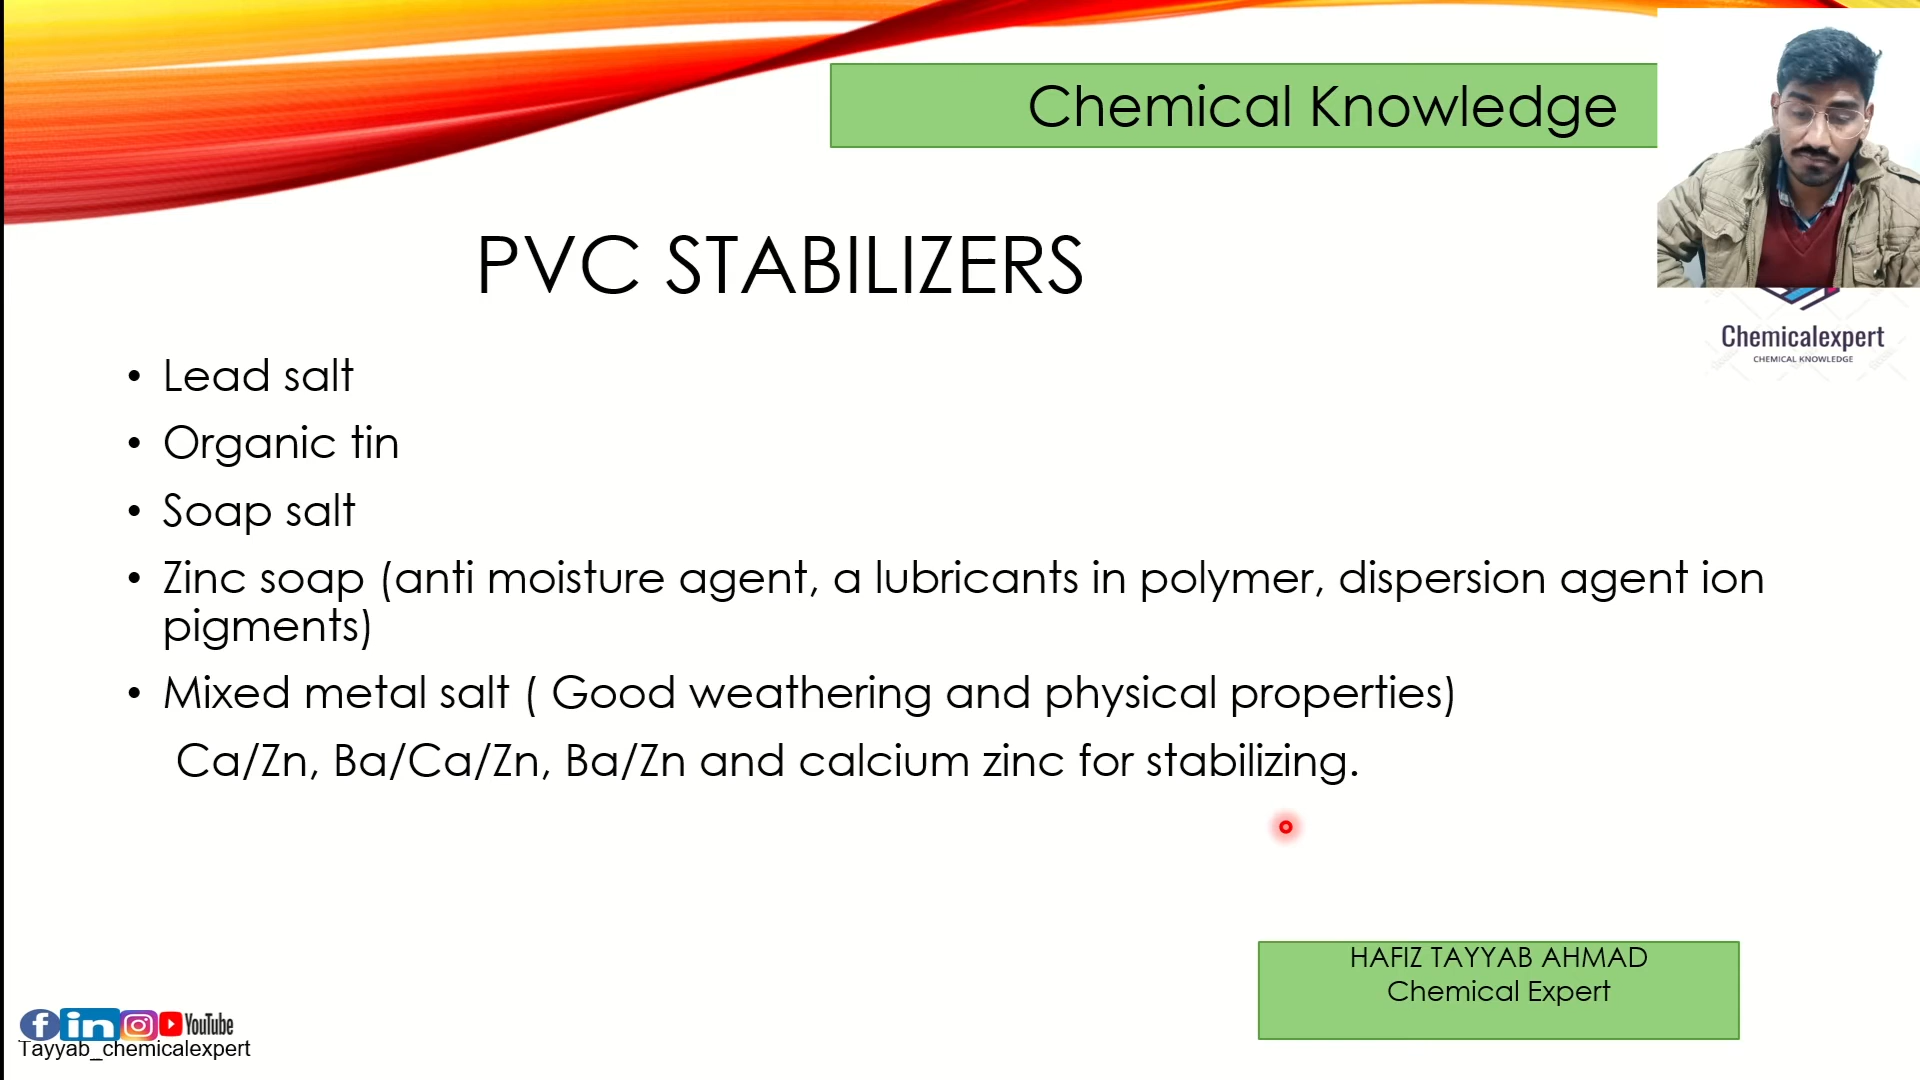 Chemical Knowledge
PVC STABILIZERS
Chemicalexpert
CHEMICAL KNOWLEDGE
• Lead salt
• Organic tin
• Soap salt
• Zinc soap (anti moisture agent, a lubricants in polymer, dispersion agent ion
pigments)
• Mixed metal salt ( Good weathering and physical properties)
Ca/Zn, Ba/Ca/Zn, Ba/Zn and calcium zinc for stabilizing.
HAFIZ TAYYAB AHMAD
Chemical Expert
f in YouTube
Tayyab_chemicalexpert